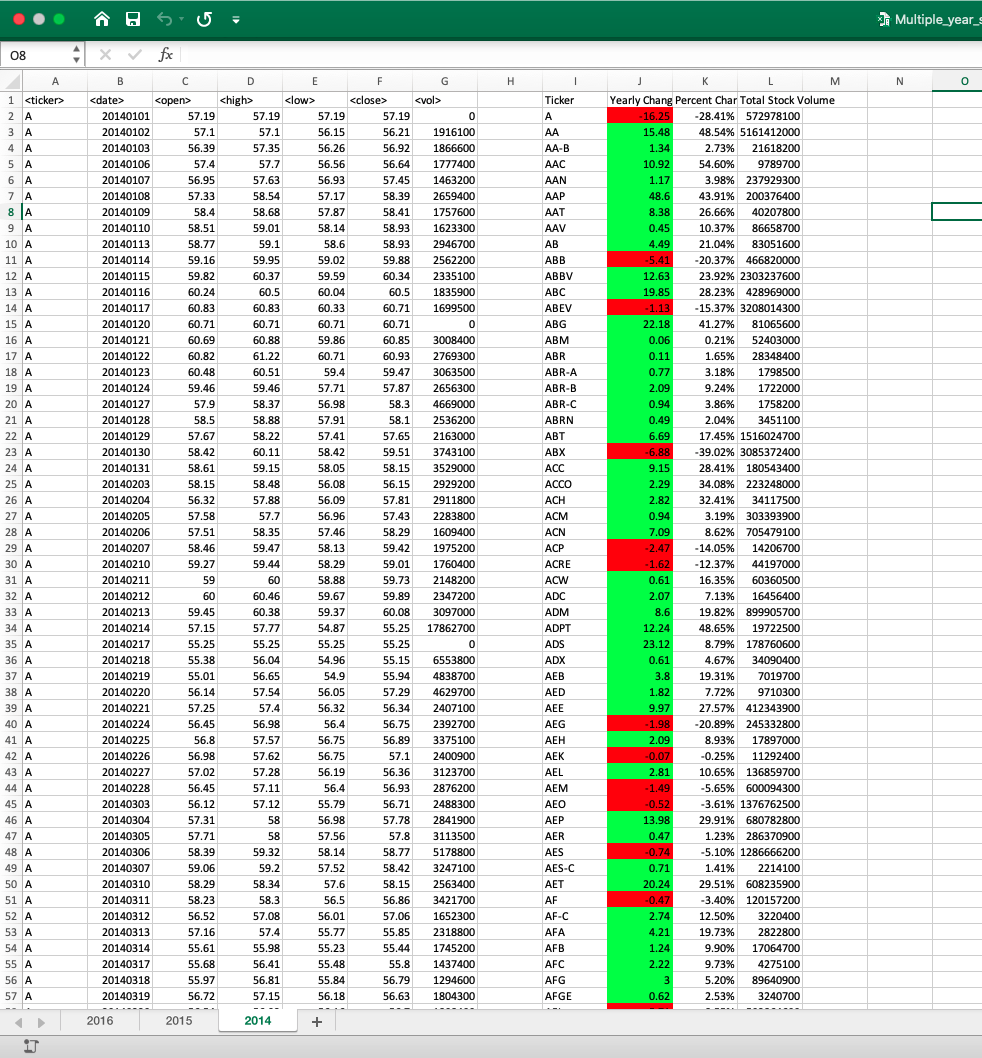 Multiple_year_s
O8 fx
A B C D E F G H I J K L M N O
1 <ticker> <date> <open> <high> <low> <close> <vol> Ticker Yearly Chang Percent Char Total Stock Volume
2 A 20140101 57.19 57.19 57.19 57.19 0 A -16.25 -28.41% 572978100
3 A 20140102 57.1 57.1 56.15 56.21 1916100 AA 15.48 48.54% 5161412000
4 A 20140103 56.39 57.35 56.26 56.92 1866600 AA-B 1.34 2.73% 21618200
5 A 20140106 57.4 57.7 56.56 56.64 1777400 AAC 10.92 54.60% 9789700
6 A 20140107 56.95 57.63 56.93 57.45 1463200 AAN 1.17 3.98% 237929300
7 A 20140108 57.33 58.54 57.17 58.39 2659400 AAP 48.6 43.91% 200376400
8 A 20140109 58.4 58.68 57.87 58.41 1757600 AAT 8.38 26.66% 40207800
9 A 20140110 58.51 59.01 58.14 58.93 1623300 AAV 0.45 10.37% 86658700
10 A 20140113 58.77 59.1 58.6 58.93 2946700 AB 4.49 21.04% 83051600
11 A 20140114 59.16 59.95 59.02 59.88 2562200 ABB -5.41 -20.37% 466820000
12 A 20140115 59.82 60.37 59.59 60.34 2335100 ABBV 12.63 23.92% 2303237600
13 A 20140116 60.24 60.5 60.04 60.5 1835900 ABC 19.85 28.23% 428969000
14 A 20140117 60.83 60.83 60.33 60.71 1699500 ABEV -1.13 -15.37% 3208014300
15 A 20140120 60.71 60.71 60.71 60.71 0 ABG 22.18 41.27% 81065600
16 A 20140121 60.69 60.88 59.86 60.85 3008400 ABM 0.06 0.21% 52403000
17 A 20140122 60.82 61.22 60.71 60.93 2769300 ABR 0.11 1.65% 28348400
18 A 20140123 60.48 60.51 59.4 59.47 3063500 ABR-A 0.77 3.18% 1798500
19 A 20140124 59.46 59.46 57.71 57.87 2656300 ABR-B 2.09 9.24% 1722000
20 A 20140127 57.9 58.37 56.98 58.3 4669000 ABR-C 0.94 3.86% 1758200
21 A 20140128 58.5 58.88 57.91 58.1 2536200 ABRN 0.49 2.04% 3451100
22 A 20140129 57.67 58.22 57.41 57.65 2163000 ABT 6.69 17.45% 1516024700
23 A 20140130 58.42 60.11 58.42 59.51 3743100 ABX -6.88 -39.02% 3085372400
24 A 20140131 58.61 59.15 58.05 58.15 3529000 ACC 9.15 28.41% 180543400
25 A 20140203 58.15 58.48 56.08 56.15 2929200 ACCO 2.29 34.08% 223248000
26 A 20140204 56.32 57.88 56.09 57.81 2911800 ACH 2.82 32.41% 34117500
27 A 20140205 57.58 57.7 56.96 57.43 2283800 ACM 0.94 3.19% 303393900
28 A 20140206 57.51 58.35 57.46 58.29 1609400 ACN 7.09 8.62% 705479100
29 A 20140207 58.46 59.47 58.13 59.42 1975200 ACP -2.47 -14.05% 14206700
30 A 20140210 59.27 59.44 58.29 59.01 1760400 ACRE -1.62 -12.37% 44197000
31 A 20140211 59 60 58.88 59.73 2148200 ACW 0.61 16.35% 60360500
32 A 20140212 60 60.46 59.67 59.89 2347200 ADC 2.07 7.13% 16456400
33 A 20140213 59.45 60.38 59.37 60.08 3097000 ADM 8.6 19.82% 899905700
34 A 20140214 57.15 57.77 54.87 55.25 17862700 ADPT 12.24 48.65% 19722500
35 A 20140217 55.25 55.25 55.25 55.25 0 ADS 23.12 8.79% 178760600
36 A 20140218 55.38 56.04 54.96 55.15 6553800 ADX 0.61 4.67% 34090400
37 A 20140219 55.01 56.65 54.9 55.94 4838700 AEB 3.8 19.31% 7019700
38 A 20140220 56.14 57.54 56.05 57.29 4629700 AED 1.82 7.72% 9710300
39 A 20140221 57.25 57.4 56.32 56.34 2407100 AEE 9.97 27.57% 412343900
40 A 20140224 56.45 56.98 56.4 56.75 2392700 AEG -1.98 -20.89% 245332800
41 A 20140225 56.8 57.57 56.75 56.89 3375100 AEH 2.09 8.93% 17897000
42 A 20140226 56.98 57.62 56.75 57.1 2400900 AEK -0.07 -0.25% 11292400
43 A 20140227 57.02 57.28 56.19 56.36 3123700 AEL 2.81 10.65% 136859700
44 A 20140228 56.45 57.11 56.4 56.93 2876200 AEM -1.49 -5.65% 600094300
45 A 20140303 56.12 57.12 55.79 56.71 2488300 AEO -0.52 -3.61% 1376762500
46 A 20140304 57.31 58 56.98 57.78 2841900 AEP 13.98 29.91% 680782800
47 A 20140305 57.71 58 57.56 57.8 3113500 AER 0.47 1.23% 286370900
48 A 20140306 58.39 59.32 58.14 58.77 5178800 AES -0.74 -5.10% 1286666200
49 A 20140307 59.06 59.2 57.52 58.42 3247100 AES-C 0.71 1.41% 2214100
50 A 20140310 58.29 58.34 57.6 58.15 2563400 AET 20.24 29.51% 608235900
51 A 20140311 58.23 58.3 56.5 56.86 3421700 AF -0.47 -3.40% 120157200
52 A 20140312 56.52 57.08 56.01 57.06 1652300 AF-C 2.74 12.50% 3220400
53 A 20140313 57.16 57.4 55.77 55.85 2318800 AFA 4.21 19.73% 2822800
54 A 20140314 55.61 55.98 55.23 55.44 1745200 AFB 1.24 9.90% 17064700
55 A 20140317 55.68 56.41 55.48 55.8 1437400 AFC 2.22 9.73% 4275100
56 A 20140318 55.97 56.81 55.84 56.79 1294600 AFG 3 5.20% 89640900
57 A 20140319 56.72 57.15 56.18 56.63 1804300 AFGE 0.62 2.53% 3240700
2016 2015 2014 +